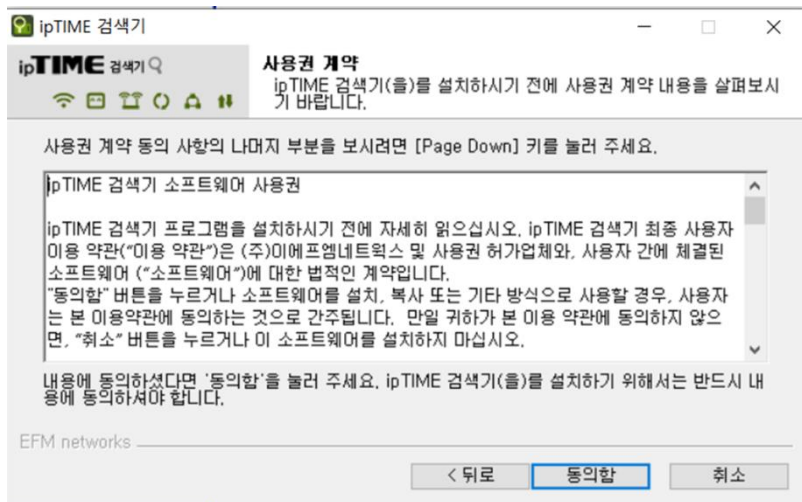 ipTIME 검색기
ipTIME 검색기
사용권 계약
ipTIME 검색기(을)를 설치하시기 전에 사용권 계약 내용을 살펴보시
기 바랍니다.
사용권 계약 동의 사항의 나머지 부분을 보시려면 [Page Down] 키를 눌러 주세요.
ipTIME 검색기 소프트웨어 사용권
ipTIME 검색기 프로그램을 설치하시기 전에 자세히 읽으십시오. ipTIME 검색기 최종 사용자
이용 약관("이용 약관")은 (주)이에프엠네트웍스 및 사용권 허가업체와, 사용자 간에 체결된
소프트웨어 ("소프트웨어")에 대한 법적인 계약입니다.
"동의함" 버튼을 누르거나 소프트웨어를 설치, 복사 또는 기타 방식으로 사용할 경우, 사용자
는 본 이용약관에 동의하는 것으로 간주됩니다. 만일 귀하가 본 이용 약관에 동의하지 않으
면, "취소" 버튼을 누르거나 이 소프트웨어를 설치하지 마십시오.
내용에 동의하셨다면 '동의함'을 눌러 주세요. ipTIME 검색기(을)를 설치하기 위해서는 반드시 내
용에 동의하셔야 합니다.
EFM networks
< 뒤로 동의함 취소